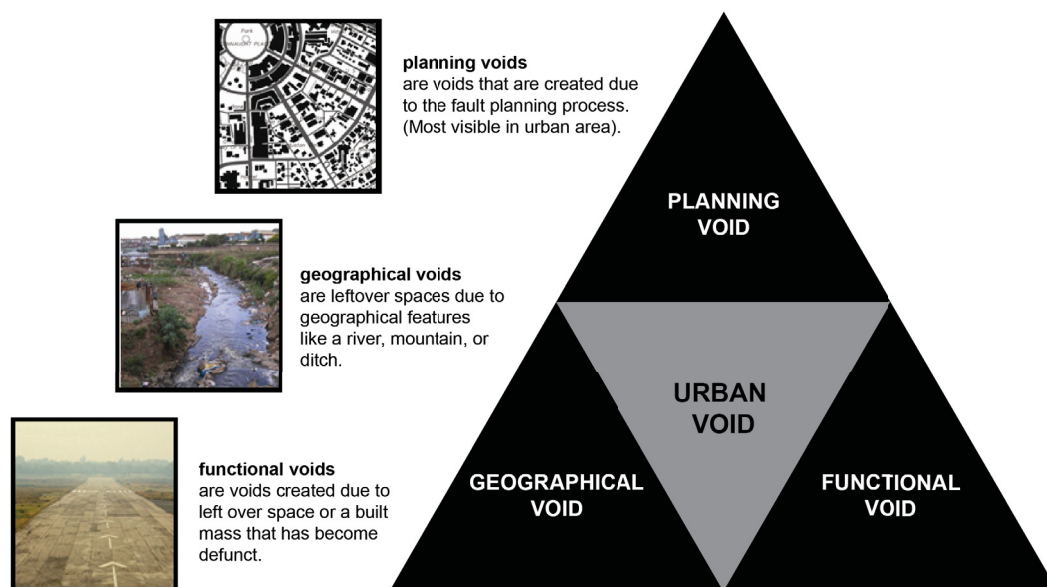 planning voids
are voids that are created due
to the fault planning process.
(Most visible in urban area).
geographical voids
are leftover spaces due to
geographical features
like a river, mountain, or
ditch.
functional voids
are voids created due to
left over space or a built
mass that has become
defunct.
PLANNING
VOID
URBAN
VOID
GEOGRAPHICAL
VOID
FUNCTIONAL
VOID
Park